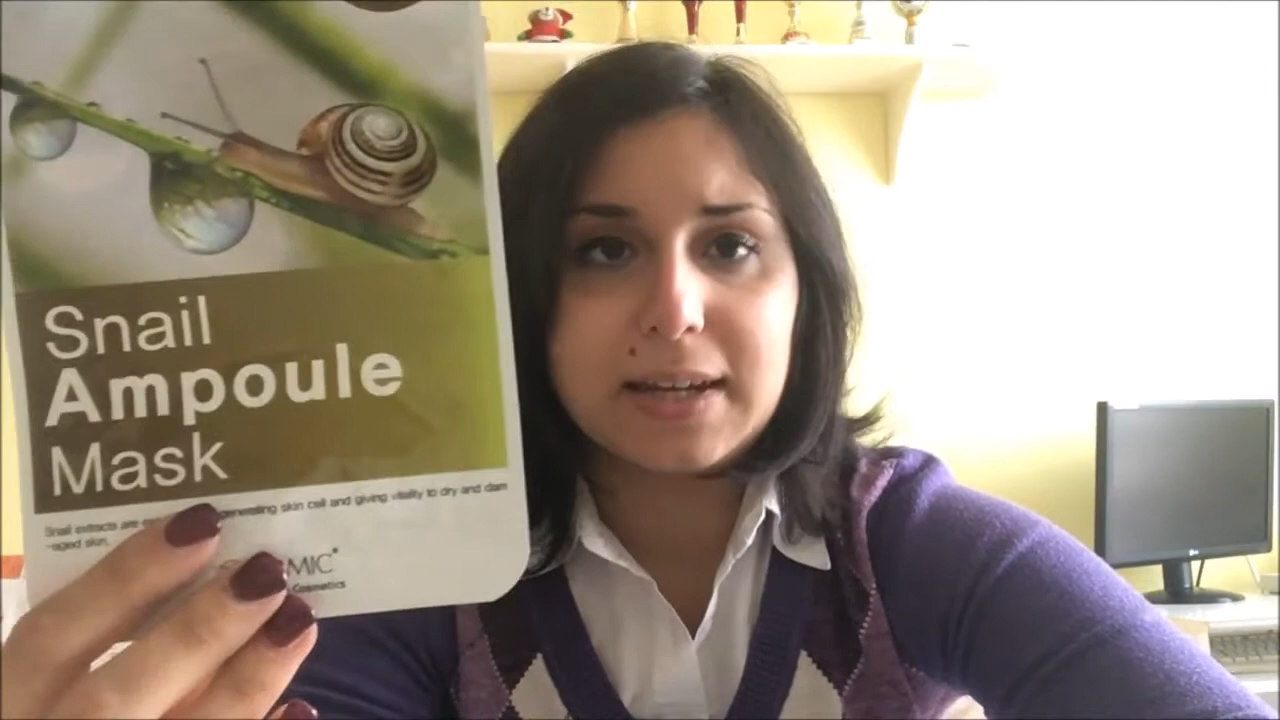 Snail
Ampoule
Mask
Snail extracts are generating skin cell and giving vitality to dry and dam
-aged skin.
MIC
Cosmetics